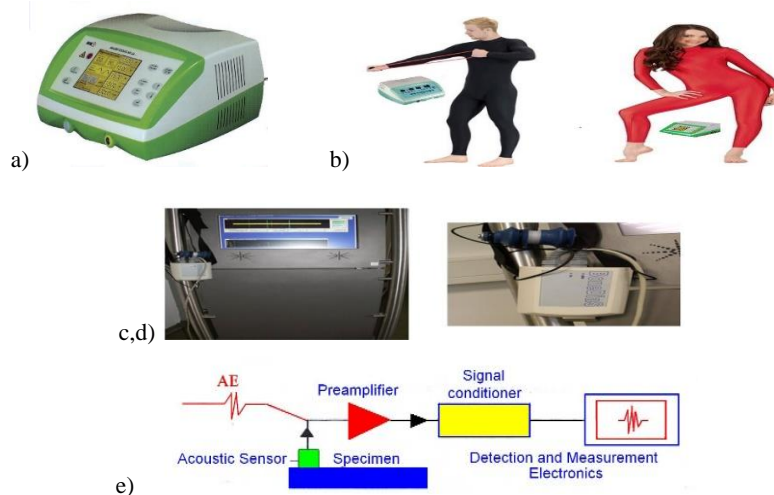 a)
b)
c,d)
AE
Preamplifier
Signal
conditioner
Acoustic Sensor
Specimen
Detection and Measurement
Electronics
e)